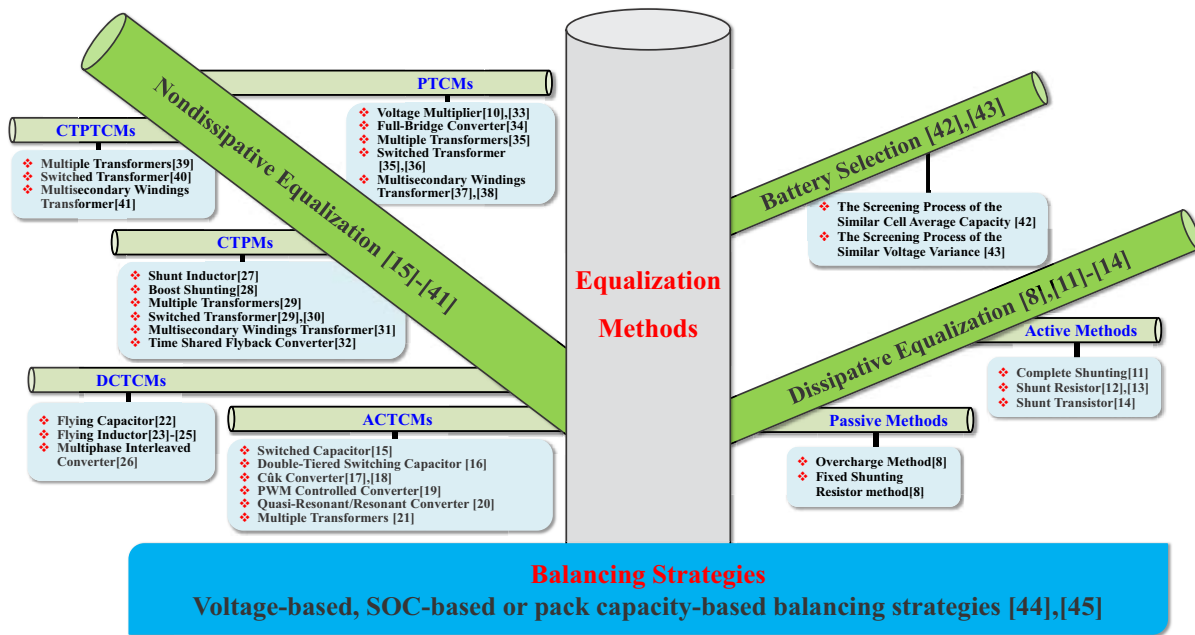 Nondissipative Equalization [15]-[41]
PTCMs
❖ Voltage Multiplier[10],[33]
❖ Full-Bridge Converter[34]
❖ Multiple Transformers[35]
❖ Switched Transformer
[35],[36]
❖ Multisecondary Windings
Transformer[37],[38]
CTPTCMs
❖ Multiple Transformers[39]
❖ Switched Transformer[40]
❖ Multisecondary Windings
Transformer[41]
CTPMs
❖ Shunt Inductor[27]
❖ Boost Shunting[28]
❖ Multiple Transformers[29]
❖ Switched Transformer[29],[30]
❖ Multisecondary Windings Transformer[31]
❖ Time Shared Flyback Converter[32]
DCTCMs
❖ Flying Capacitor[22]
❖ Flying Inductor[23]-[25]
❖ Multiphase Interleaved
Converter[26]
ACTCMs
❖ Switched Capacitor[15]
❖ Double-Tiered Switching Capacitor [16]
❖ Cûk Converter[17],[18]
❖ PWM Controlled Converter[19]
❖ Quasi-Resonant/Resonant Converter [20]
❖ Multiple Transformers [21]
Equalization
Methods
Battery Selection [42],[43]
❖ The Screening Process of the
Similar Cell Average Capacity [42]
❖ The Screening Process of the
Similar Voltage Variance [43]
Dissipative Equalization [8],[11]-[14]
Active Methods
❖ Complete Shunting[11]
❖ Shunt Resistor[12],[13]
❖ Shunt Transistor[14]
Passive Methods
❖ Overcharge Method[8]
❖ Fixed Shunting
Resistor method[8]
Balancing Strategies
Voltage-based, SOC-based or pack capacity-based balancing strategies [44],[45]